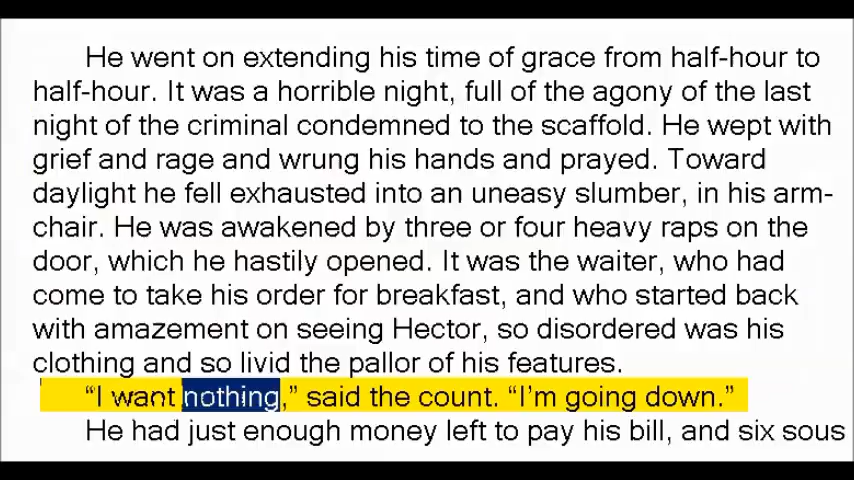 He went on extending his time of grace from half-hour to
half-hour. It was a horrible night, full of the agony of the last
night of the criminal condemned to the scaffold. He wept with
grief and rage and wrung his hands and prayed. Toward
daylight he fell exhausted into an uneasy slumber, in his arm-
chair. He was awakened by three or four heavy raps on the
door, which he hastily opened. It was the waiter, who had
come to take his order for breakfast, and who started back
with amazement on seeing Hector, so disordered was his
clothing and so livid the pallor of his features.
“I want nothing,” said the count. “I’m going down.”
He had just enough money left to pay his bill, and six sous